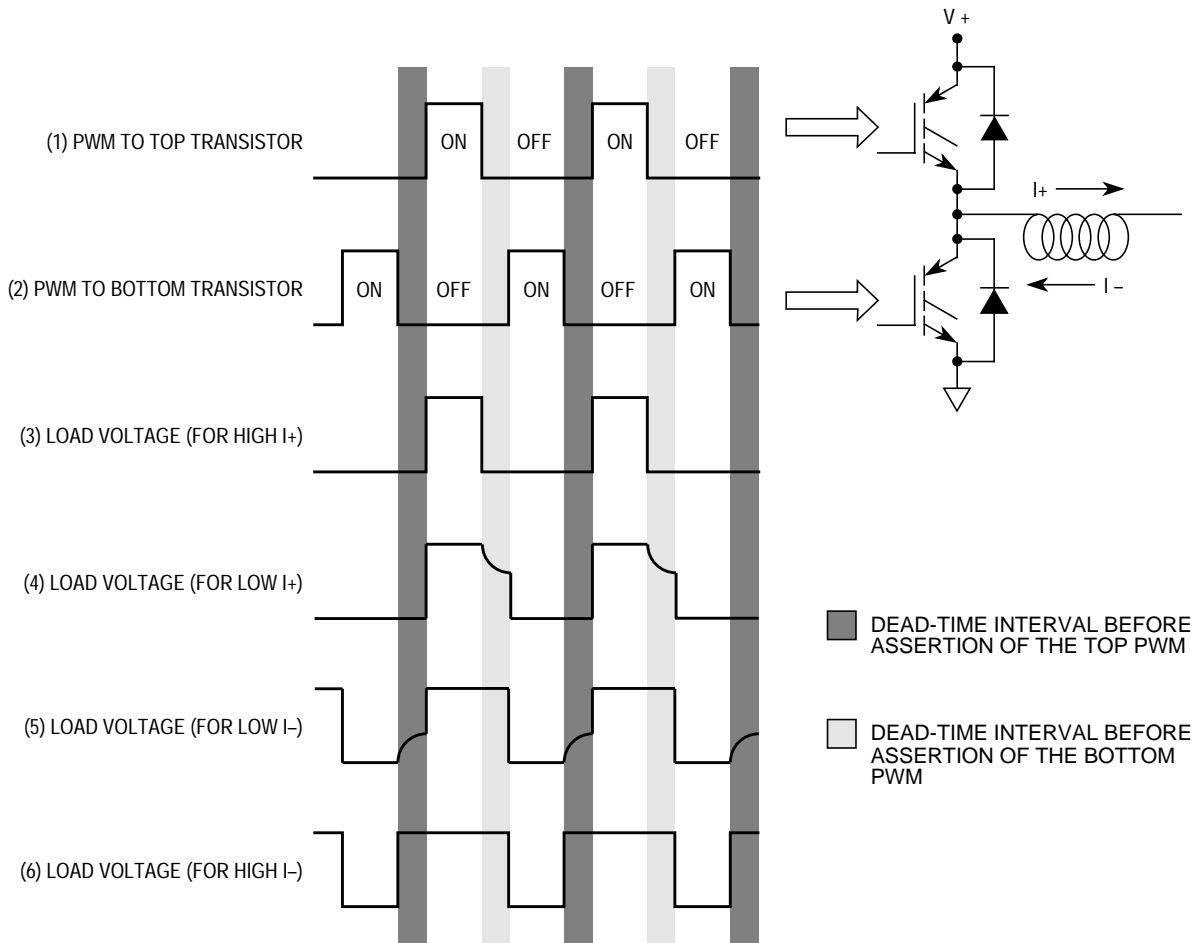 V +
(1) PWM TO TOP TRANSISTOR
ON
OFF
ON
OFF
I+
(2) PWM TO BOTTOM TRANSISTOR
ON
OFF
ON
OFF
ON
I –
(3) LOAD VOLTAGE (FOR HIGH I+)
(4) LOAD VOLTAGE (FOR LOW I+)
DEAD-TIME INTERVAL BEFORE
ASSERTION OF THE TOP PWM
(5) LOAD VOLTAGE (FOR LOW I–)
DEAD-TIME INTERVAL BEFORE
ASSERTION OF THE BOTTOM
PWM
(6) LOAD VOLTAGE (FOR HIGH I–)